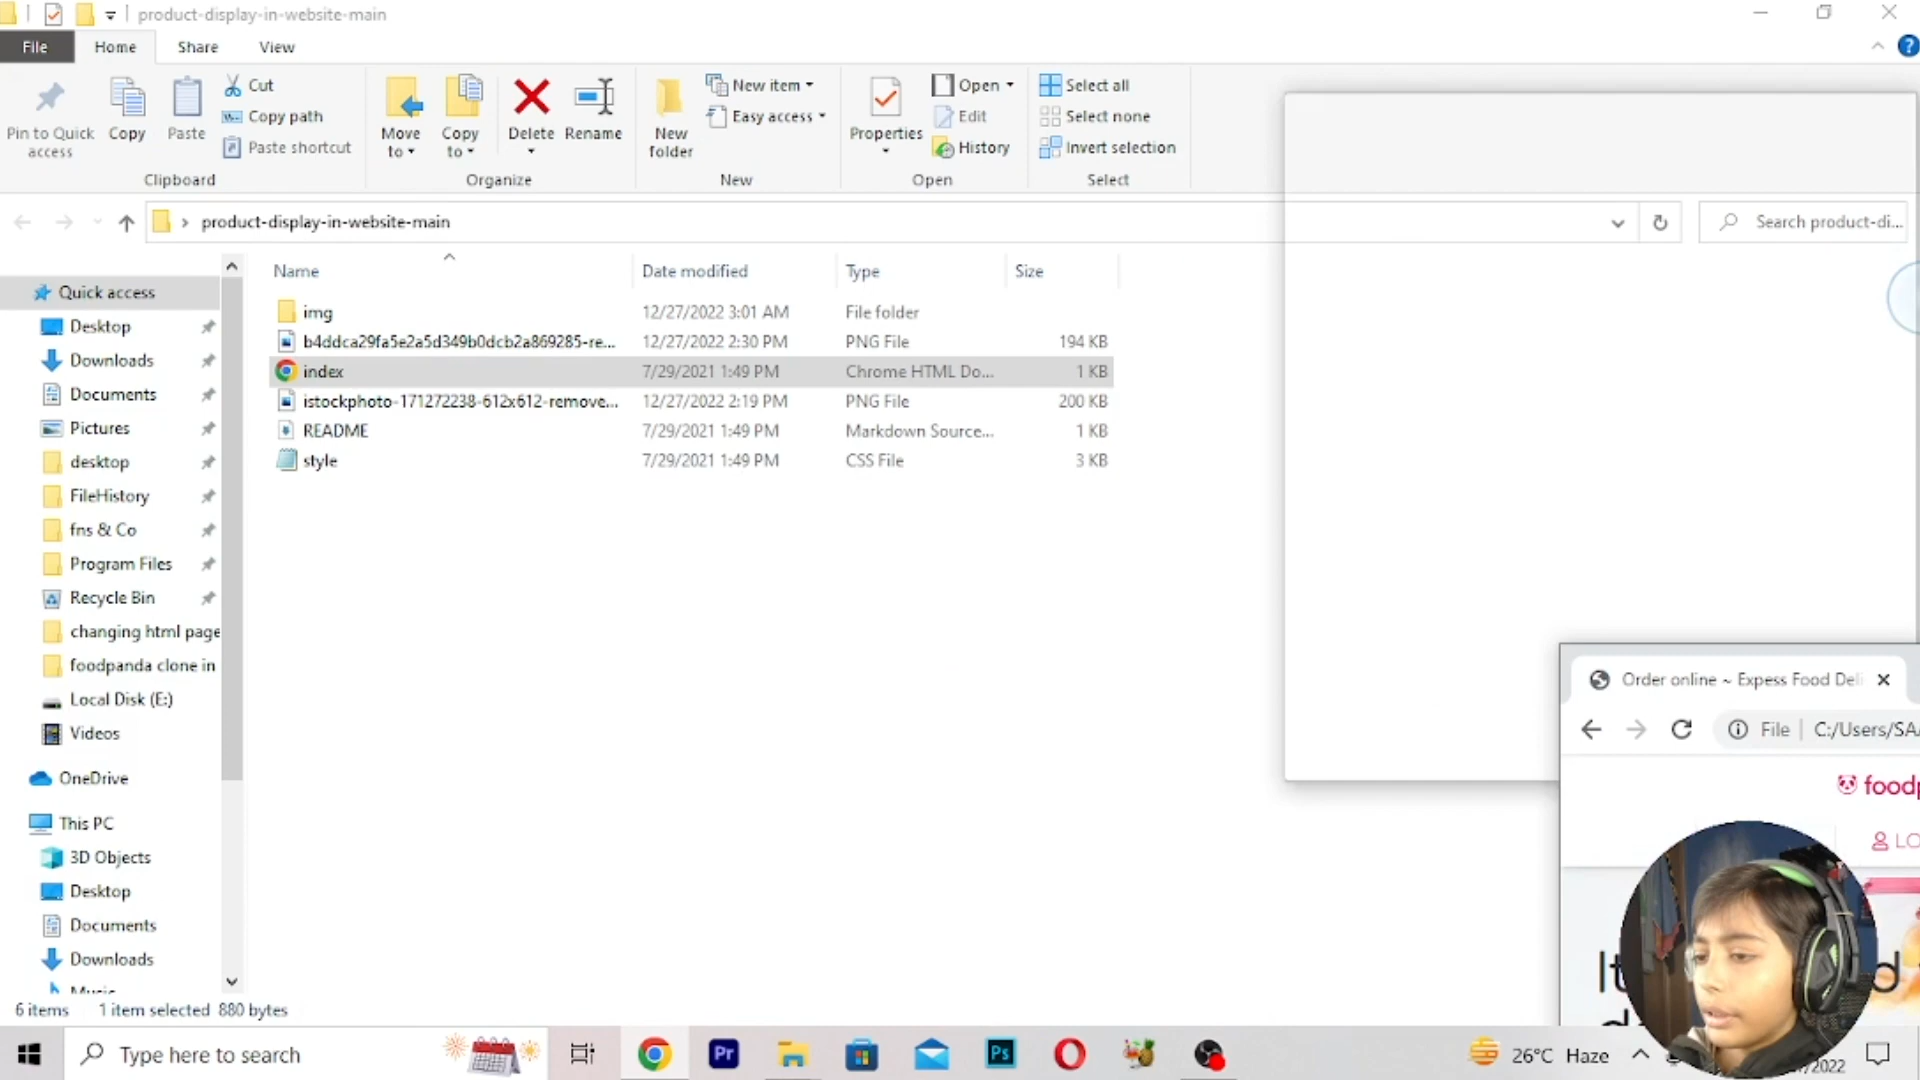 product-display-in-website-main
File Home Share View
Pin to Quick access
Copy
Paste
Cut
Copy path
Paste shortcut
Clipboard
Move to
Copy to
Delete
Rename
Organize
New folder
New item
Easy access
New
Properties
Open
Edit
History
Open
Select all
Select none
Invert selection
Select
product-display-in-website-main
Search product-di...
Name Date modified Type Size
img 12/27/2022 3:01 AM File folder
b4ddca29fa5e2a5d349b0dcb2a869285-re... 12/27/2022 2:30 PM PNG File 194 KB
index 7/29/2021 1:49 PM Chrome HTML Do... 1 KB
istockphoto-171272238-612x612-remove... 12/27/2022 2:19 PM PNG File 200 KB
README 7/29/2021 1:49 PM Markdown Source... 1 KB
style 7/29/2021 1:49 PM CSS File 3 KB
Quick access
Desktop
Downloads
Documents
Pictures
desktop
FileHistory
fns & Co
Program Files
Recycle Bin
changing html page
foodpanda clone in
Local Disk (E:)
Videos
OneDrive
This PC
3D Objects
Desktop
Documents
Downloads
Music
Order online ~ Expess Food Deli
File C:/Users/SA
foodp
LO
It
6 items 1 item selected 880 bytes
Type here to search
Pr
Ps
26°C Haze
/2022